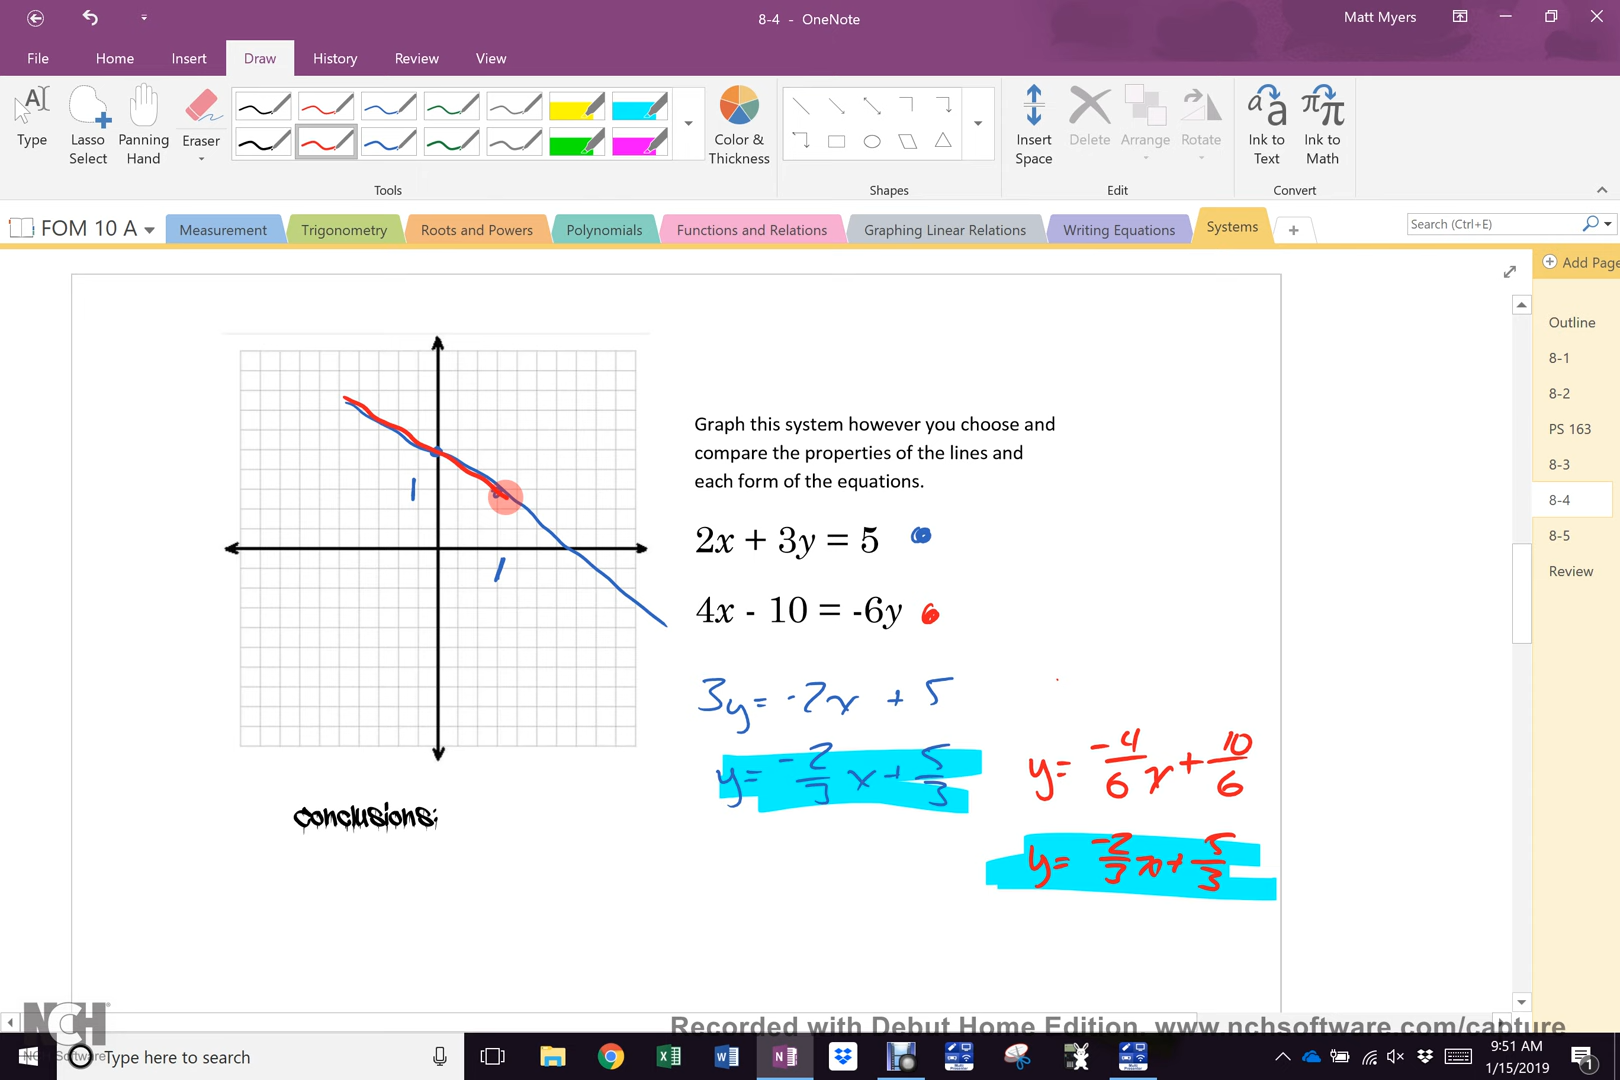 8-4 - OneNote
Matt Myers
File Home Insert Draw History Review View
Type
Lasso Select
Panning Hand
Eraser
Color & Thickness
Insert Space
Delete
Arrange
Rotate
Ink to Text
Ink to Math
Tools
Shapes
Edit
Convert
FOM 10 A
Measurement Trigonometry Roots and Powers Polynomials Functions and Relations Graphing Linear Relations Writing Equations Systems
Search (Ctrl+E)
Add Page
Outline
8-1
8-2
PS 163
8-3
8-4
8-5
Review
Graph this system however you choose and
compare the properties of the lines and
each form of the equations.
2x + 3y = 5
4x - 10 = -6y
1
1
3y = -2x + 5
y = -2/3 x + 5/3
y = -4/6 x + 10/6
y = -2/3 x + 5/3
conclusions:
NCH
NCH Software
Recorded with Debut Home Edition. www.nchsoftware.com/capture
Type here to search
9:51 AM
1/15/2019
1